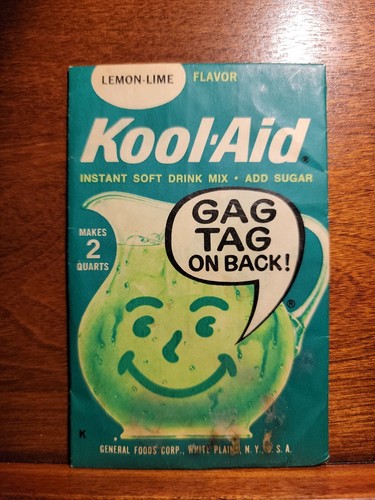 LEMON-LIME FLAVOR
Kool-Aid®
INSTANT SOFT DRINK MIX • ADD SUGAR
MAKES
2
QUARTS
GAG
TAG
ON BACK!
®
K
GENERAL FOODS CORP., WHITE PLAINS, N. Y., U. S. A.